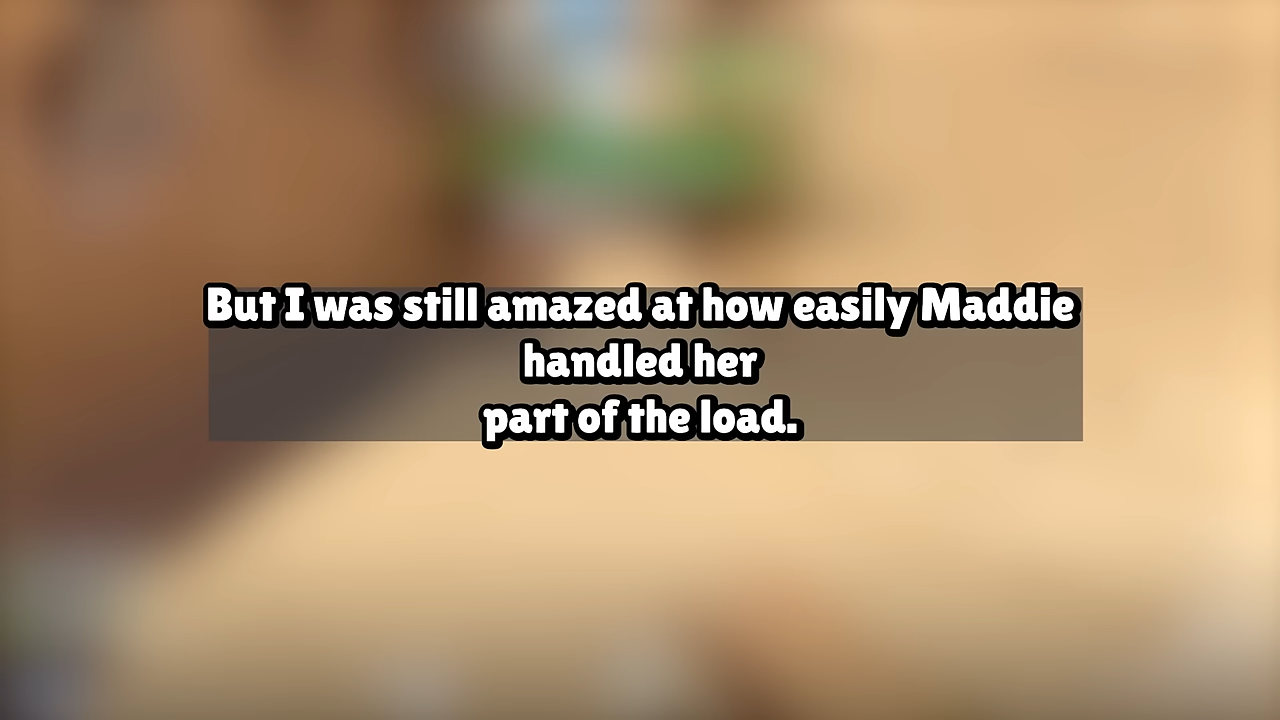 But I was still amazed at how easily Maddie
handled her
part of the load.